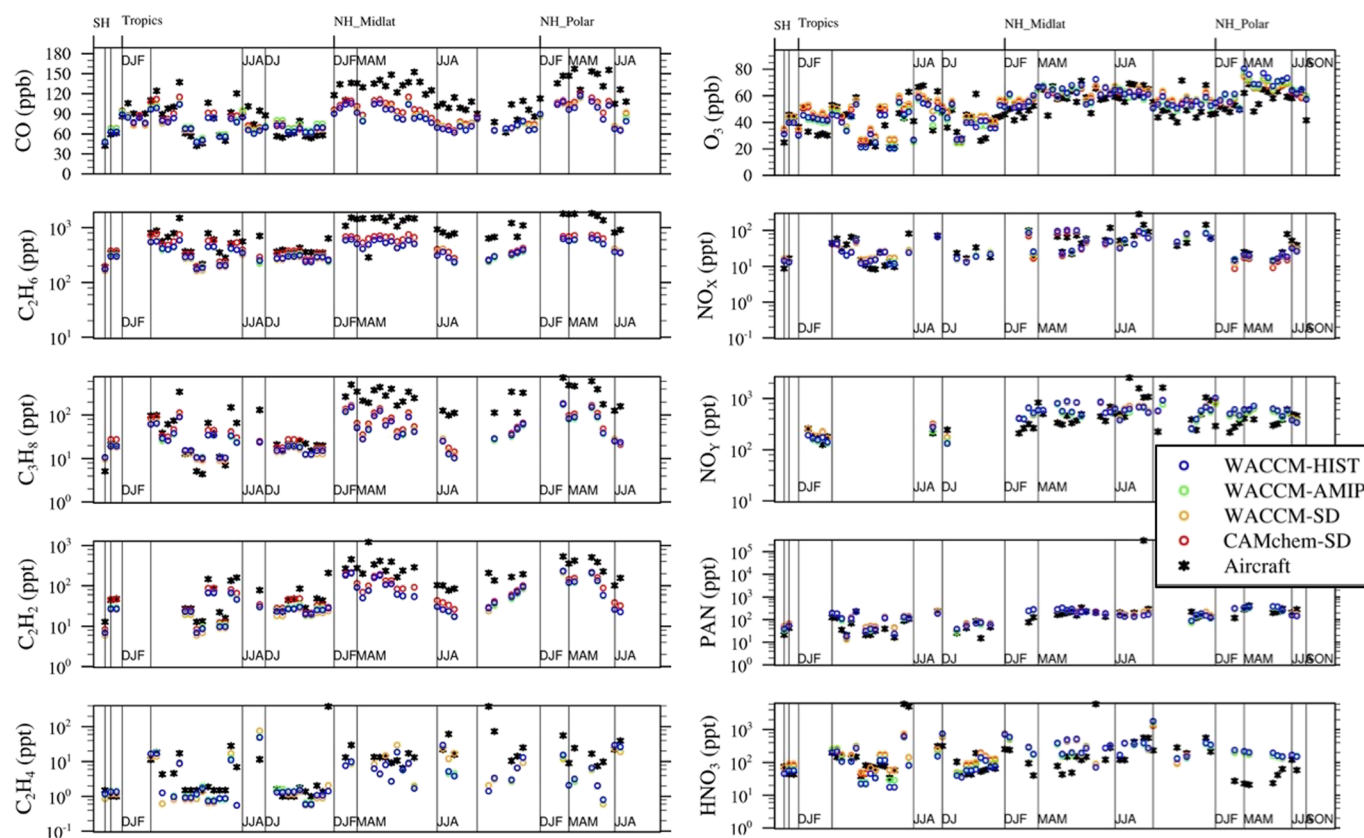 SH Tropics NH_Midlat NH_Polar
CO (ppb)
180
150
120
90
60
30
0
DJF JJA DJ DJF MAM JJA DJF MAM JJA
C2H6 (ppt)
10^3
10^2
10^1
DJF JJA DJ DJF MAM JJA DJF MAM JJA
C3H8 (ppt)
10^2
10^1
10^0
DJF JJA DJ DJF MAM JJA DJF MAM JJA
C2H2 (ppt)
10^3
10^2
10^1
10^0
DJF JJA DJ DJF MAM JJA DJF MAM JJA
C2H4 (ppt)
10^2
10^1
10^0
10^-1
DJF JJA DJ DJF MAM JJA DJF MAM JJA
SH Tropics NH_Midlat NH_Polar
O3 (ppb)
80
60
40
20
0
DJF JJA DJ DJF MAM JJA DJF MAM JJA SON
NOX (ppt)
10^2
10^1
10^0
10^-1
DJF JJA DJ DJF MAM JJA DJF MAM JJA SON
NOY (ppt)
10^3
10^2
10^1
DJF JJA DJ DJF MAM JJA
PAN (ppt)
10^5
10^4
10^3
10^2
10^1
10^0
DJF JJA DJ DJF MAM JJA DJF MAM JJA SON
HNO3 (ppt)
10^3
10^2
10^1
10^0
DJF JJA DJ DJF MAM JJA DJF MAM JJA SON
WACCM-HIST
WACCM-AMIP
WACCM-SD
CAMchem-SD
Aircraft